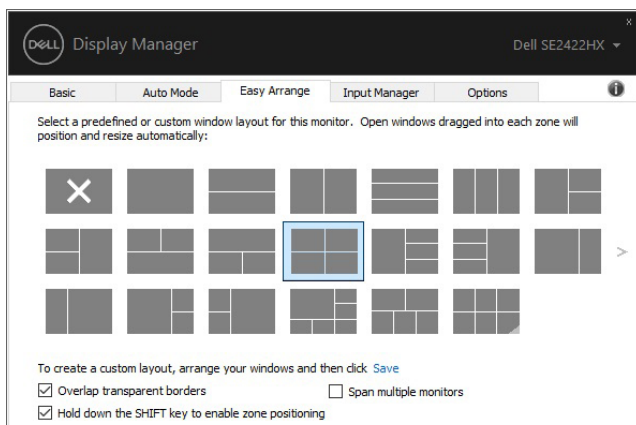 x
DELL Display Manager Dell SE2422HX
Basic Auto Mode Easy Arrange Input Manager Options
Select a predefined or custom window layout for this monitor. Open windows dragged into each zone will
position and resize automatically:
To create a custom layout, arrange your windows and then click Save
Overlap transparent borders Span multiple monitors
Hold down the SHIFT key to enable zone positioning